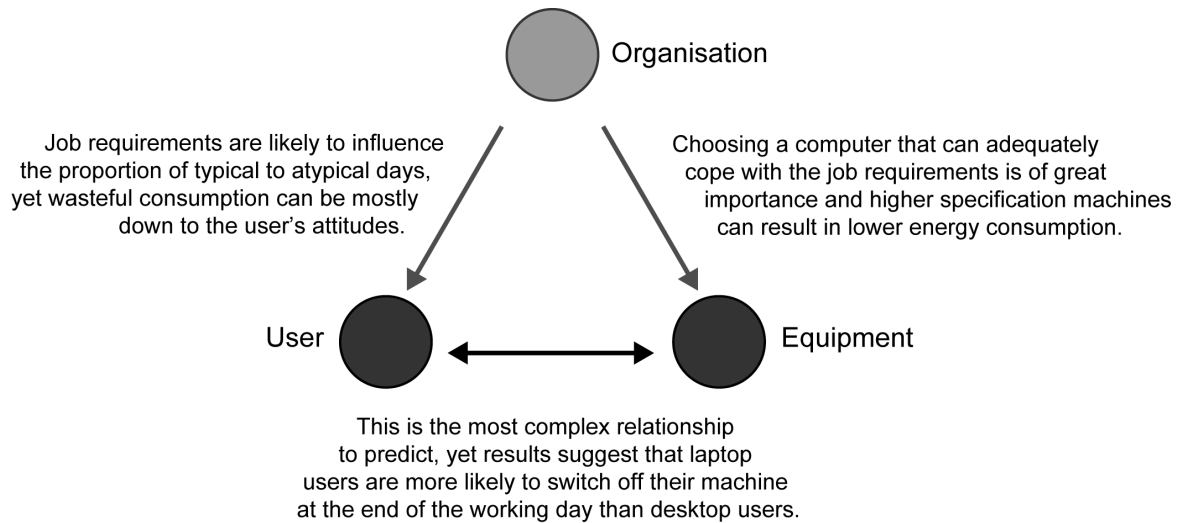 Organisation
Job requirements are likely to influence
the proportion of typical to atypical days,
yet wasteful consumption can be mostly
down to the user’s attitudes.
Choosing a computer that can adequately
cope with the job requirements is of great
importance and higher specification machines
can result in lower energy consumption.
User
Equipment
This is the most complex relationship
to predict, yet results suggest that laptop
users are more likely to switch off their machine
at the end of the working day than desktop users.